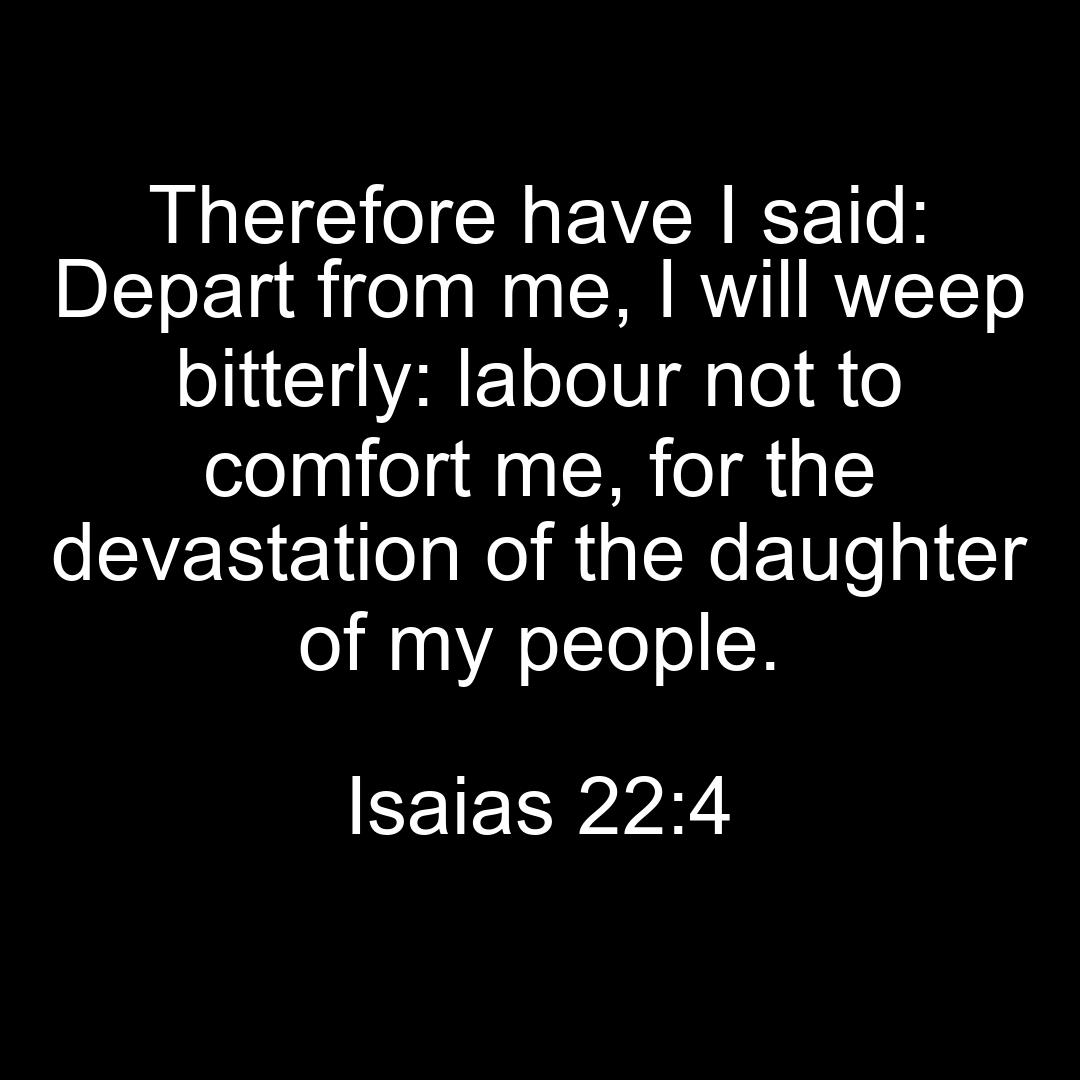 Therefore have I said:
Depart from me, I will weep
bitterly: labour not to
comfort me, for the
devastation of the daughter
of my people.
Isaias 22:4